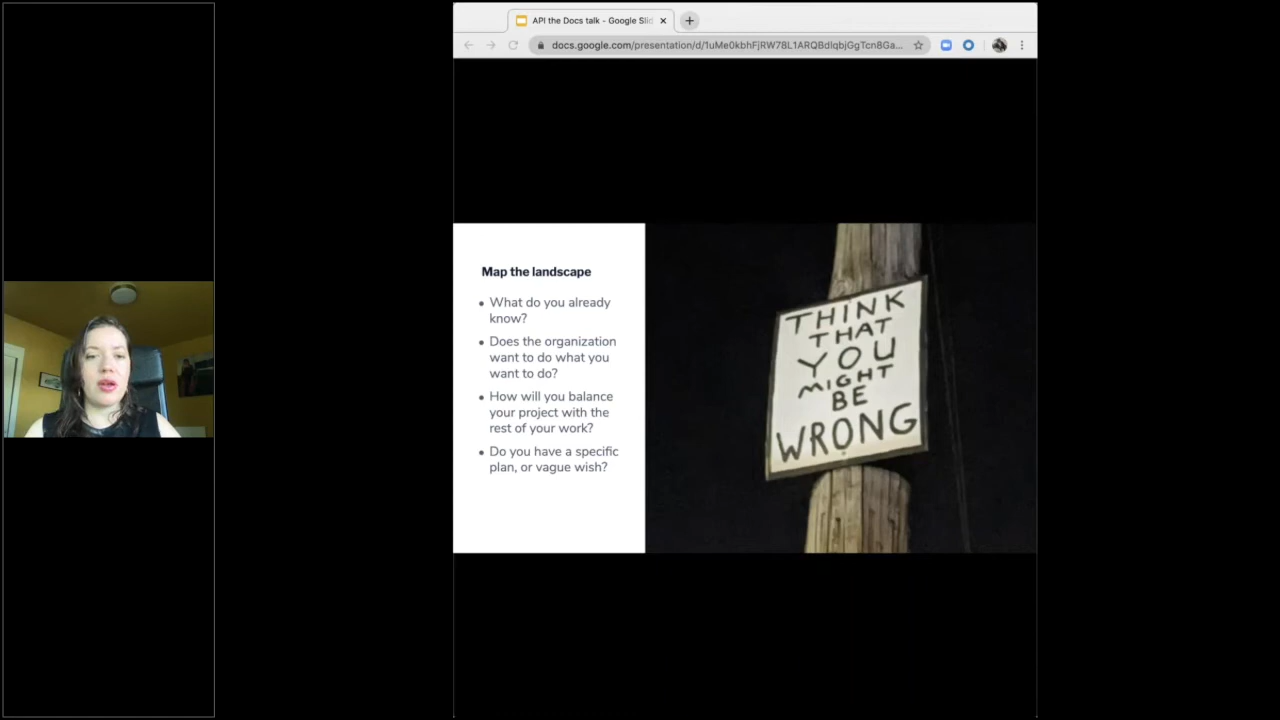 API the Docs talk - Google Slid
docs.google.com/presentation/d/1uMe0kbhFjRW78L1ARQBdIqbjGgTcn8Ga...
Map the landscape
• What do you already
know?
• Does the organization
want to do what you
want to do?
• How will you balance
your project with the
rest of your work?
• Do you have a specific
plan, or vague wish?
THINK
THAT
YOU
MIGHT
BE
WRONG